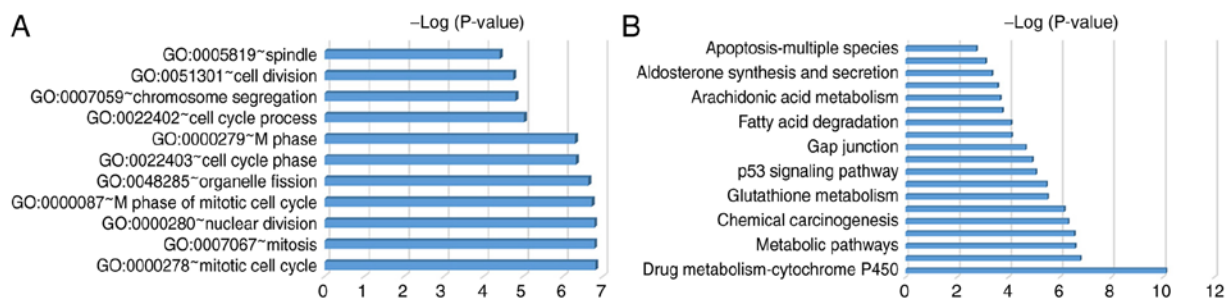 A
–Log (P-value)
GO:0005819~spindle
GO:0051301~cell division
GO:0007059~chromosome segregation
GO:0022402~cell cycle process
GO:0000279~M phase
GO:0022403~cell cycle phase
GO:0048285~organelle fission
GO:0000087~M phase of mitotic cell cycle
GO:0000280~nuclear division
GO:0007067~mitosis
GO:0000278~mitotic cell cycle
0 1 2 3 4 5 6 7
B
–Log (P-value)
Apoptosis-multiple species
Aldosterone synthesis and secretion
Arachidonic acid metabolism
Fatty acid degradation
Gap junction
p53 signaling pathway
Glutathione metabolism
Chemical carcinogenesis
Metabolic pathways
Drug metabolism-cytochrome P450
0 2 4 6 8 10 12